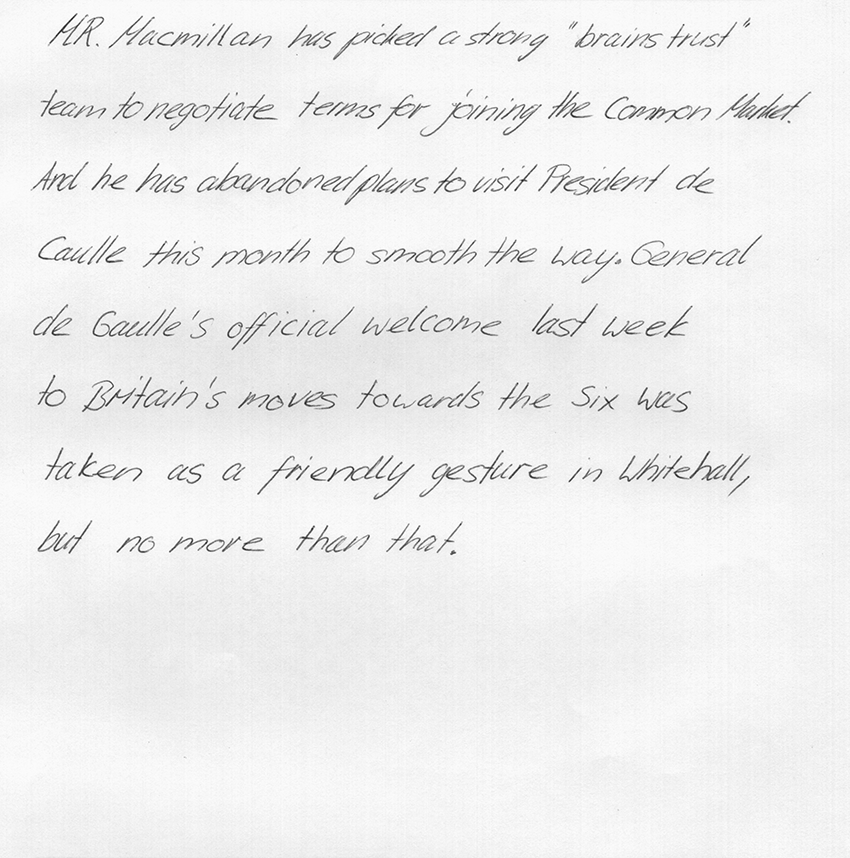 MR. Macmillan has picked a strong "brains trust"
team to negotiate terms for joining the Common Market.
And he has abandoned plans to visit President de
Gaulle this month to smooth the way. General
de Gaulle's official welcome last week
to Britain's moves towards the Six was
taken as a friendly gesture in Whitehall,
but no more than that.